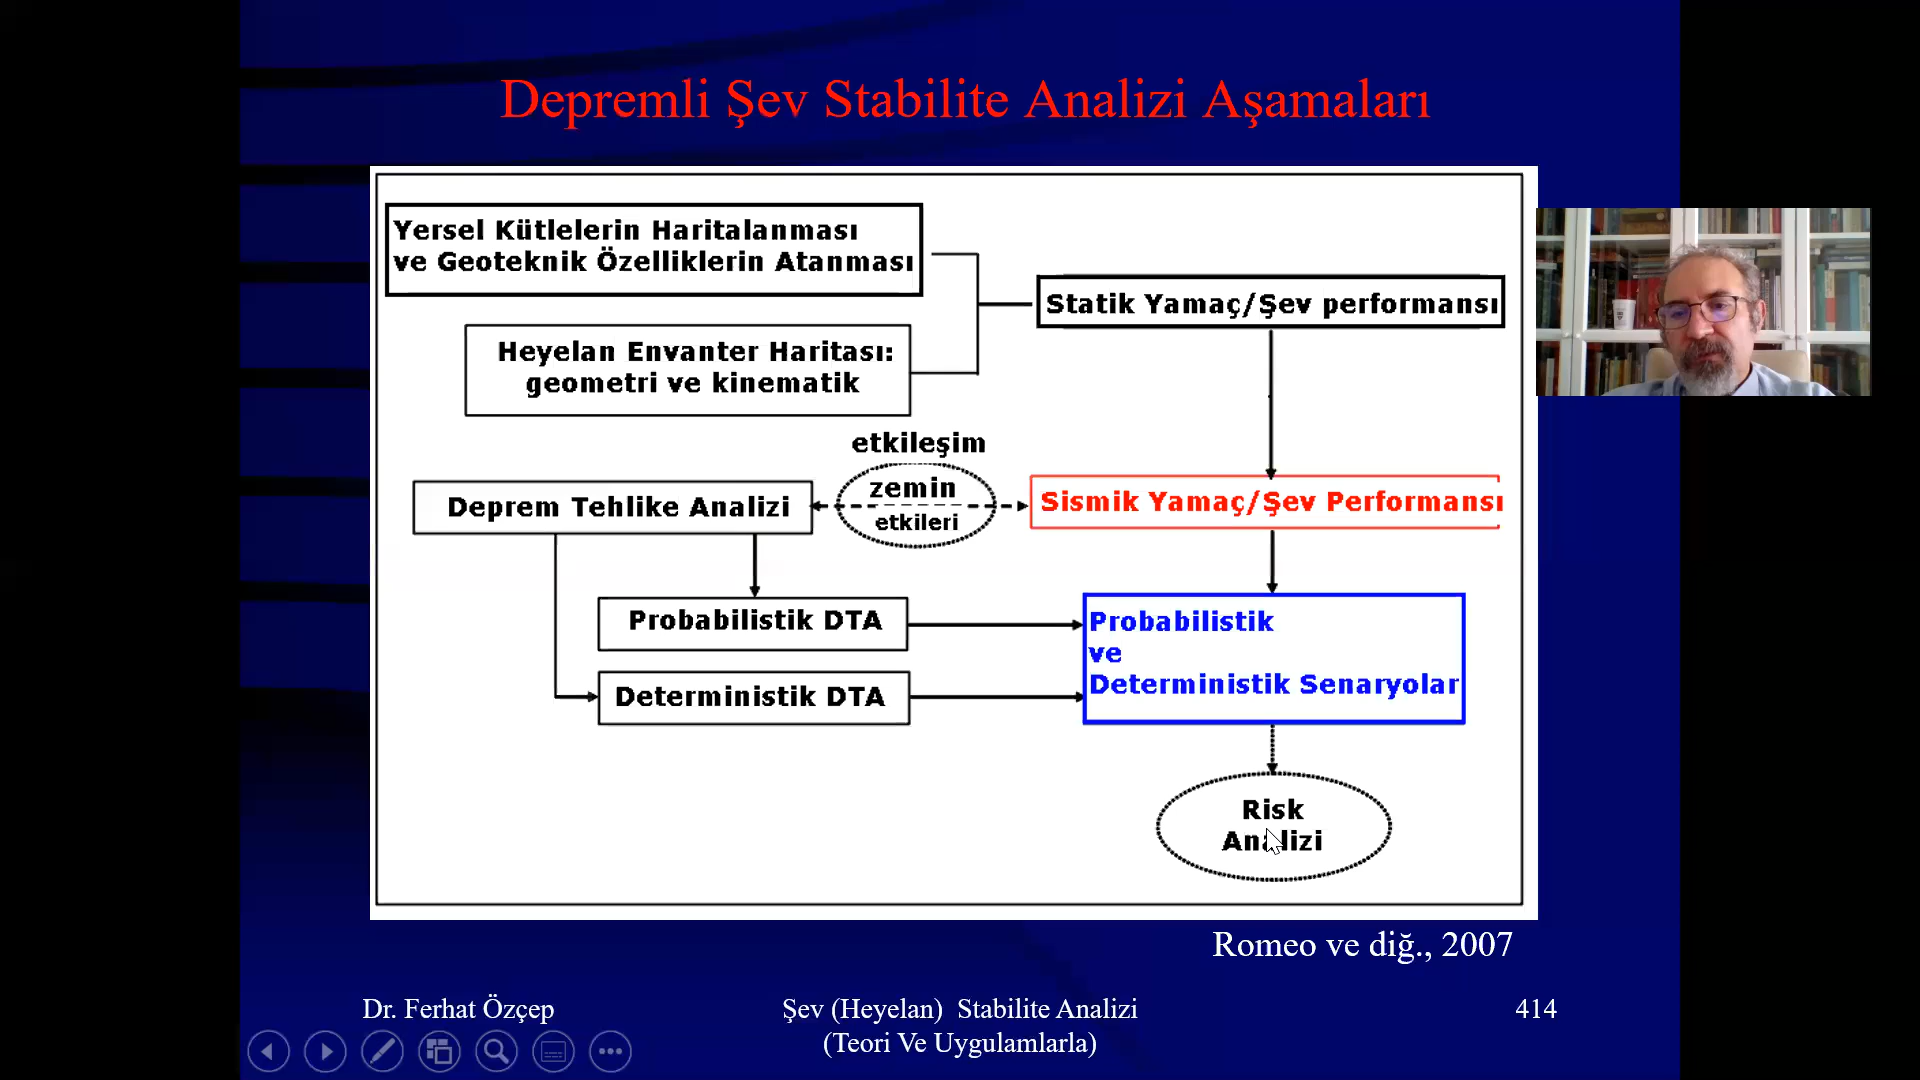 Depremli Şev Stabilite Analizi Aşamaları
Yersel Kütlelerin Haritalanması
ve Geoteknik Özelliklerin Atanması
Statik Yamaç/Şev performansı
Heyelan Envanter Haritası:
geometri ve kinematik
etkileşim
zemin
etkileri
Deprem Tehlike Analizi
Sismik Yamaç/Şev Performansı
Probabilistik DTA
Deterministik DTA
Probabilistik
ve
Deterministik Senaryolar
Risk
Analizi
Romeo ve diğ., 2007
Dr. Ferhat Özçep
Şev (Heyelan) Stabilite Analizi
(Teori Ve Uygulamlarla)
414